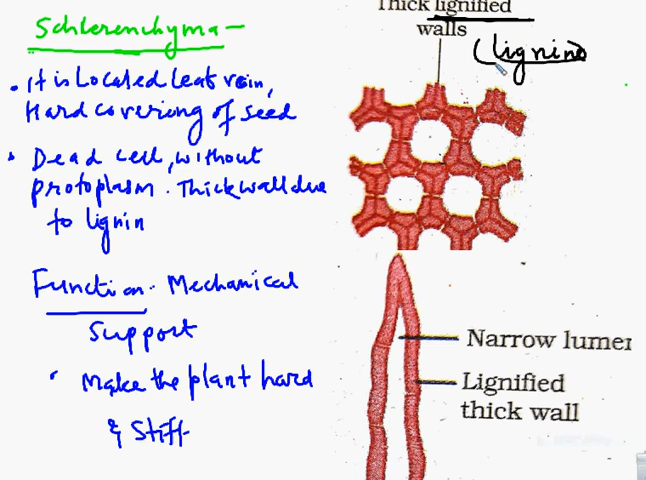 Schlerenchyma-
Thick lignified
walls
(lignin)
• It is Located leat vein,
Hard covering of seed
• Dead cell, without
protoplasm. Thick wall due
to lignin
Function. Mechanical
Support
• Make the plant hard
& Stiff
Narrow lumen
Lignified
thick wall